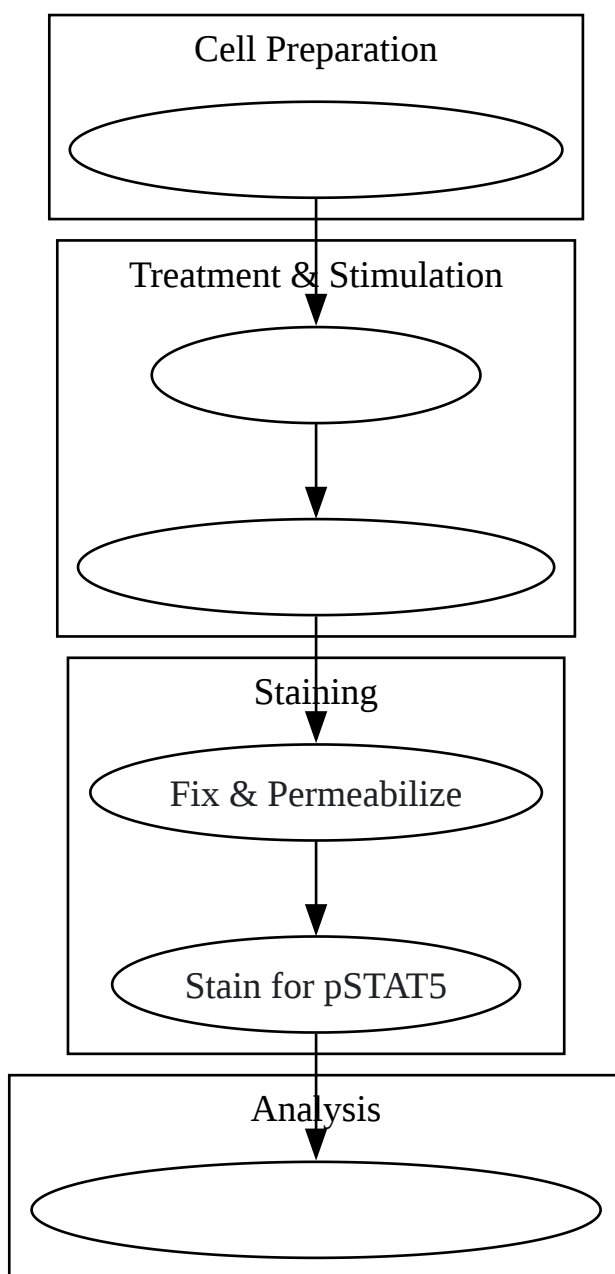 Cell Preparation
Treatment & Stimulation
Staining
Fix & Permeabilize
Stain for pSTAT5
Analysis